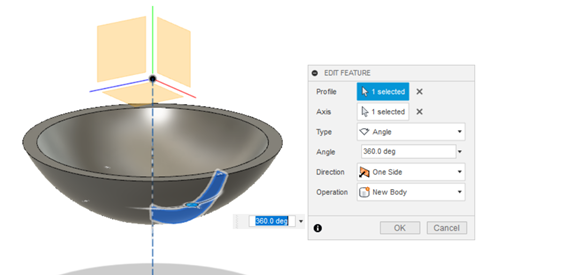 EDIT FEATURE
Profile 1 selected
Axis 1 selected
Type Angle
Angle 360.0 deg
Direction One Side
360.0 deg
Operation New Body
OK Cancel